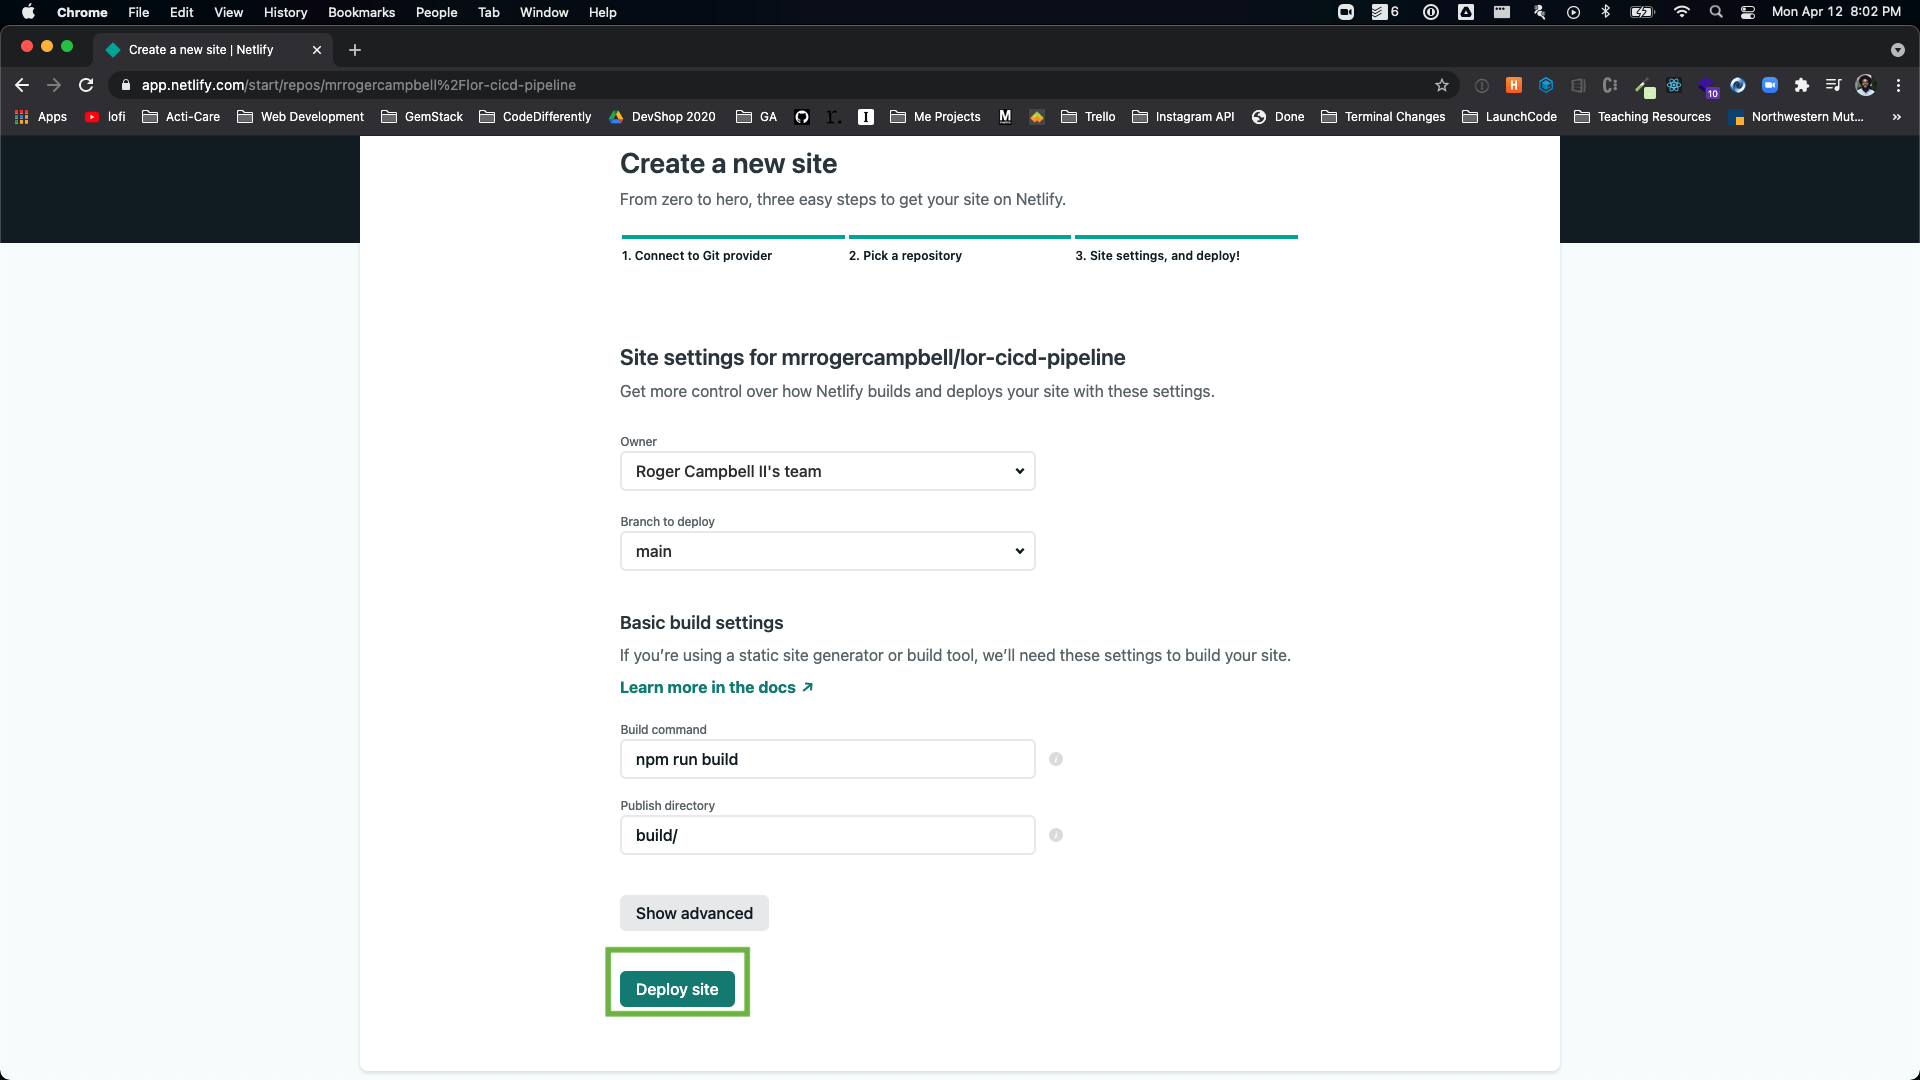 Chrome File Edit View History Bookmarks People Tab Window Help 6 Mon Apr 12 8:02 PM
Create a new site | Netlify
app.netlify.com/start/repos/mrrogercampbell%2Flor-cicd-pipeline
10
Apps lofi Acti-Care Web Development GemStack CodeDifferently DevShop 2020 GA r. I Me Projects M Trello Instagram API Done Terminal Changes LaunchCode Teaching Resources Northwestern Mut... »
Create a new site
From zero to hero, three easy steps to get your site on Netlify.
1. Connect to Git provider 2. Pick a repository 3. Site settings, and deploy!
Site settings for mrrogercampbell/lor-cicd-pipeline
Get more control over how Netlify builds and deploys your site with these settings.
Owner
Roger Campbell II's team
Branch to deploy
main
Basic build settings
If you’re using a static site generator or build tool, we’ll need these settings to build your site.
Learn more in the docs ↗
Build command
npm run build
Publish directory
build/
Show advanced
Deploy site